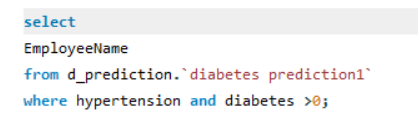 select
EmployeeName
from d_prediction.`diabetes prediction1`
where hypertension and diabetes >0;